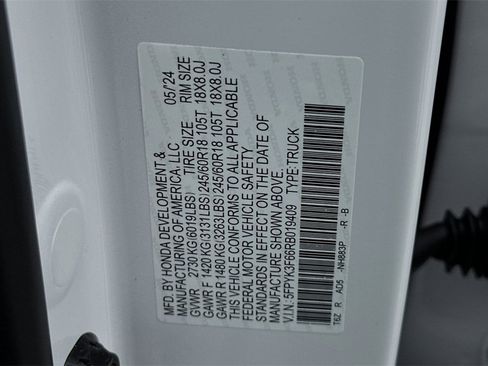 MFD. BY HONDA DEVELOPMENT & 05/24
MANUFACTURING OF AMERICA, LLC TIRE SIZE RIM SIZE
GVWR 2730 KG(6019LBS)
GAWR F 1420 KG(3131LBS)245/60R18 105T 18X8.0J
GAWR R 1480 KG(3263LBS)245/60R18 105T 18X8.0J
THIS VEHICLE CONFORMS TO ALL APPLICABLE
FEDERAL MOTOR VEHICLE SAFETY
STANDARDS IN EFFECT ON THE DATE OF
MANUFACTURE SHOWN ABOVE.
V.I.N.:5FPYK3F66RB019409 TYPE:TRUCK
T6Z R AD5 -NH883P -R -B